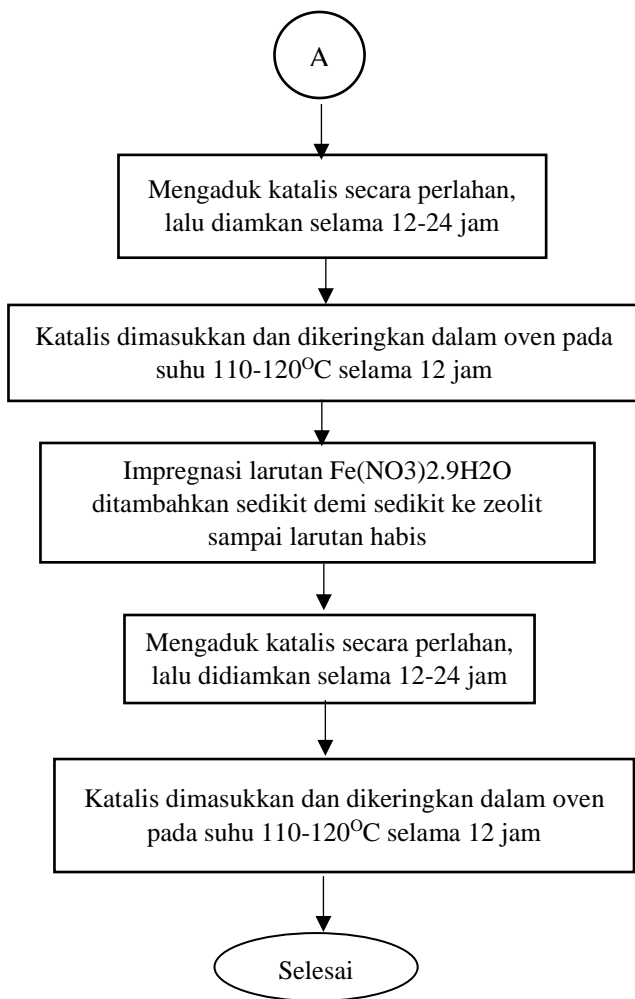 A
Mengaduk katalis secara perlahan,
lalu diamkan selama 12-24 jam
Katalis dimasukkan dan dikeringkan dalam oven pada
suhu 110-120ᴼC selama 12 jam
Impregnasi larutan Fe(NO3)2.9H2O
ditambahkan sedikit demi sedikit ke zeolit
sampai larutan habis
Mengaduk katalis secara perlahan,
lalu didiamkan selama 12-24 jam
Katalis dimasukkan dan dikeringkan dalam oven
pada suhu 110-120ᴼC selama 12 jam
Selesai